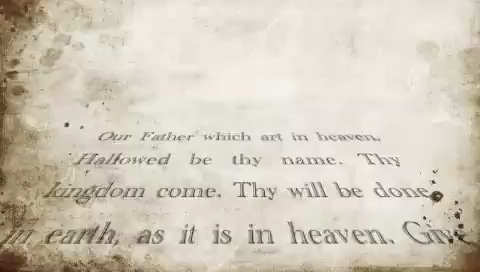 Our Father which art in heaven,
Hallowed be thy name. Thy
kingdom come. Thy will be done
in earth, as it is in heaven. Give